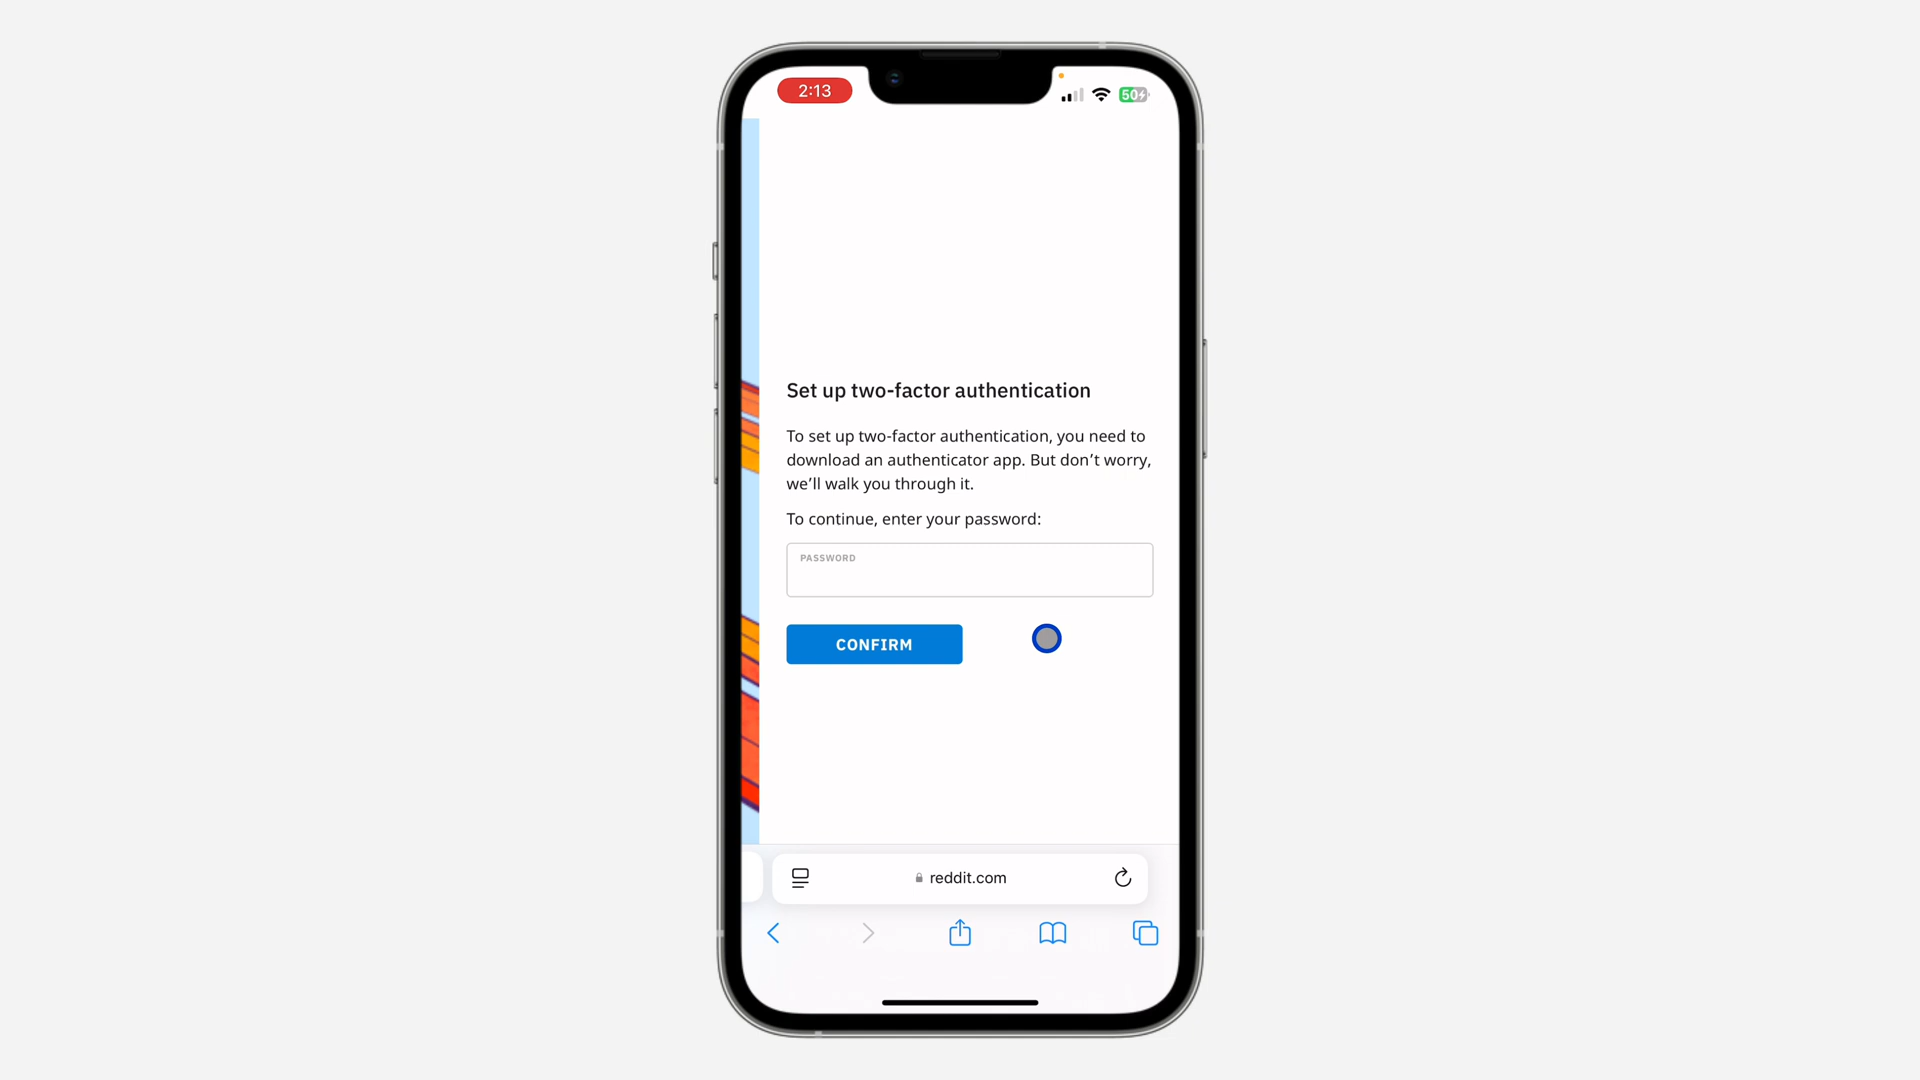 2:13
50
Set up two-factor authentication
To set up two-factor authentication, you need to
download an authenticator app. But don’t worry,
we’ll walk you through it.
To continue, enter your password:
PASSWORD
CONFIRM
reddit.com